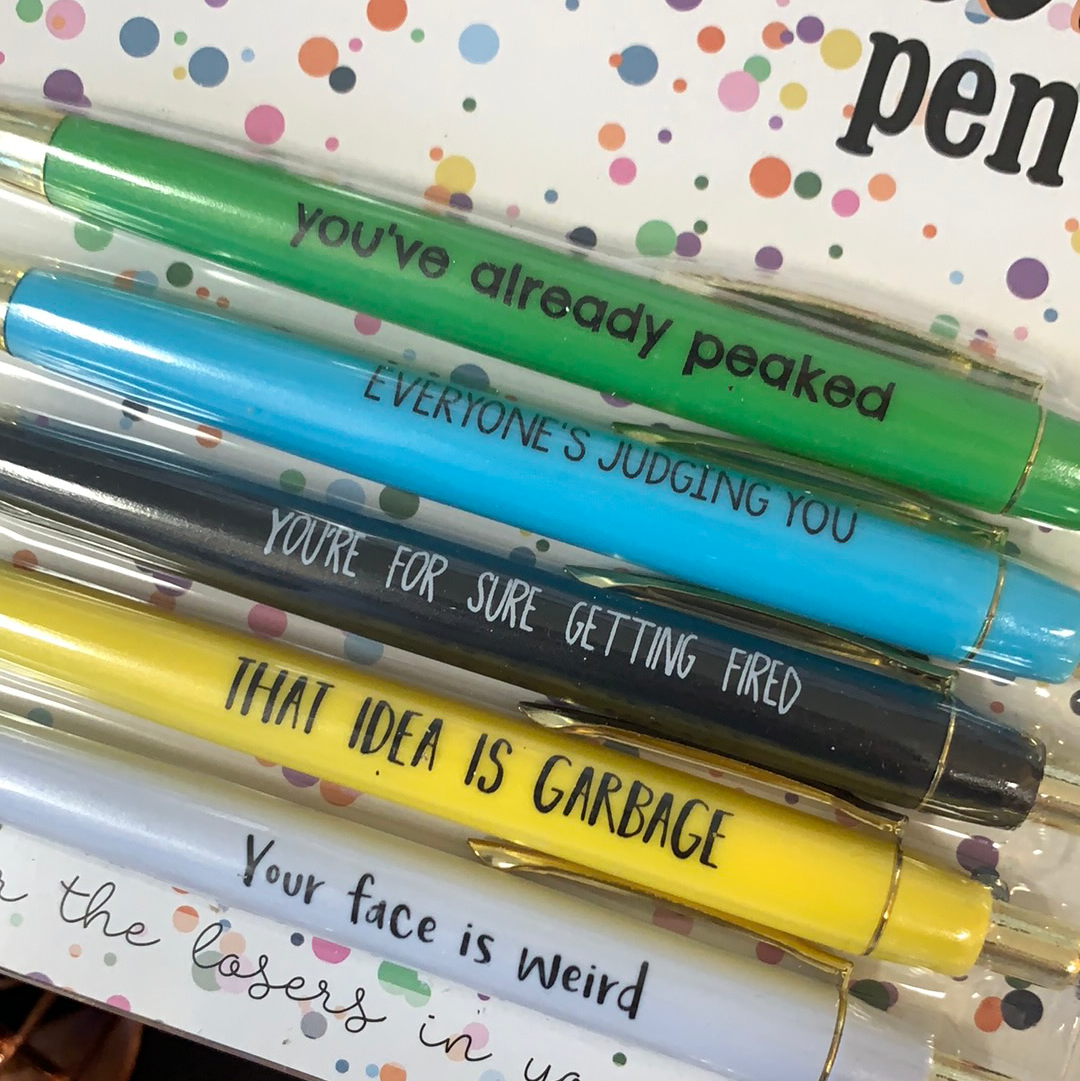 pen
you've already peaked
EVERYONE'S JUDGING YOU
YOU'RE FOR SURE GETTING FIRED
THAT IDEA IS GARBAGE
Your face is weird
the losers in